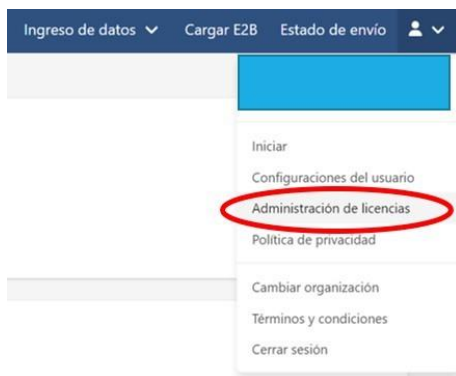 Ingreso de datos Cargar E2B Estado de envío
Iniciar
Configuraciones del usuario
Administración de licencias
Política de privacidad
Cambiar organización
Términos y condiciones
Cerrar sesión